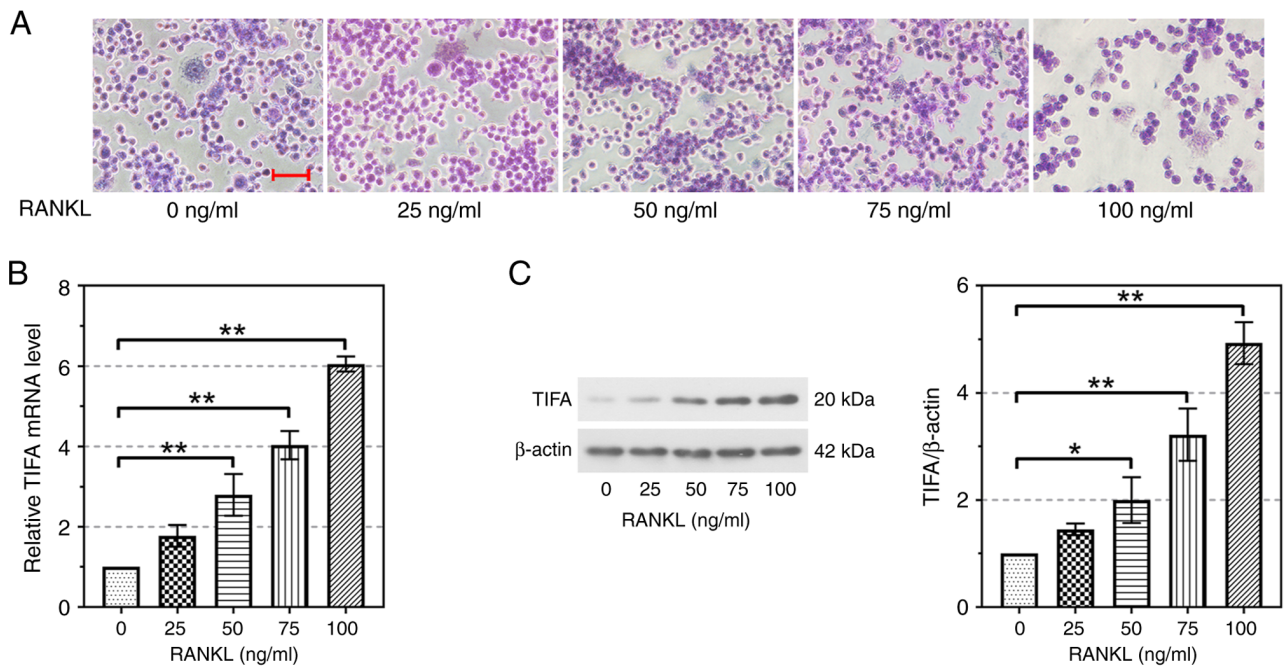 A
RANKL 0 ng/ml 25 ng/ml 50 ng/ml 75 ng/ml 100 ng/ml
B
Relative TIFA mRNA level
8
6
4
2
0
**
**
**
0 25 50 75 100
RANKL (ng/ml)
C
TIFA 20 kDa
β-actin 42 kDa
0 25 50 75 100
RANKL (ng/ml)
TIFA/β-actin
6
4
2
0
**
**
*
0 25 50 75 100
RANKL (ng/ml)